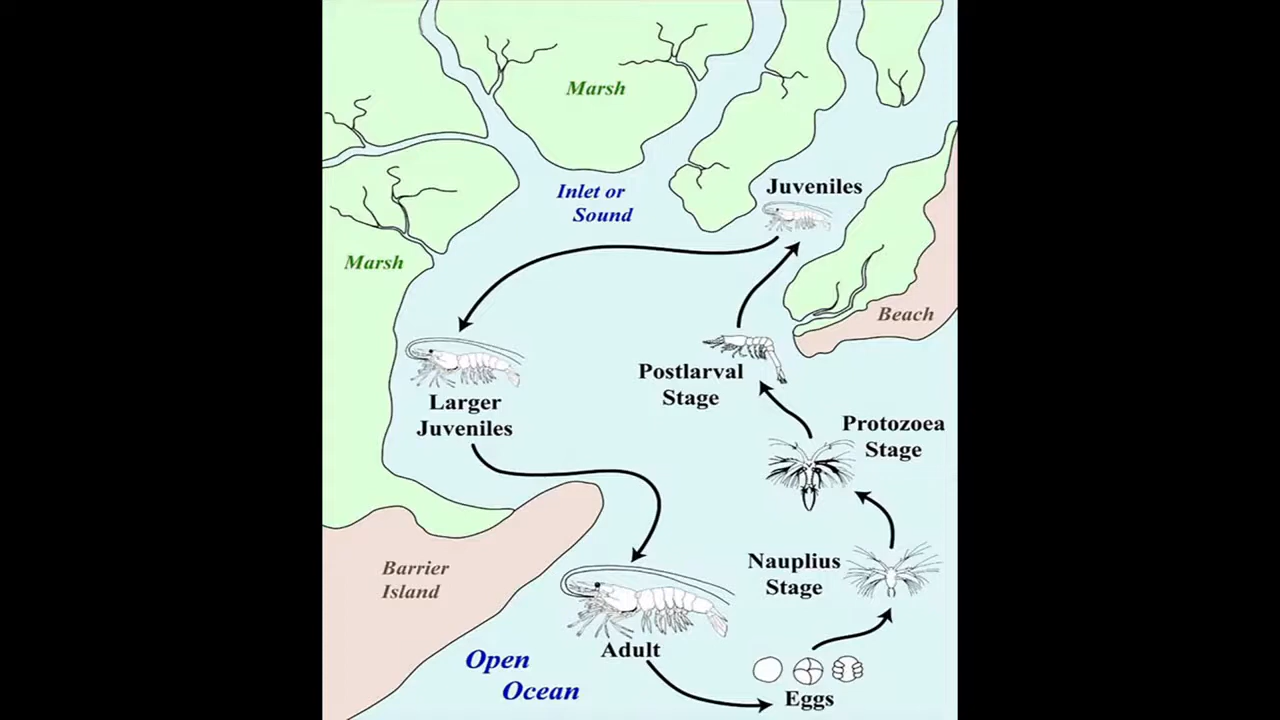 Marsh
Inlet or
Sound
Juveniles
Marsh
Beach
Larger
Juveniles
Postlarval
Stage
Protozoea
Stage
Nauplius
Stage
Barrier
Island
Adult
Open
Ocean
Eggs